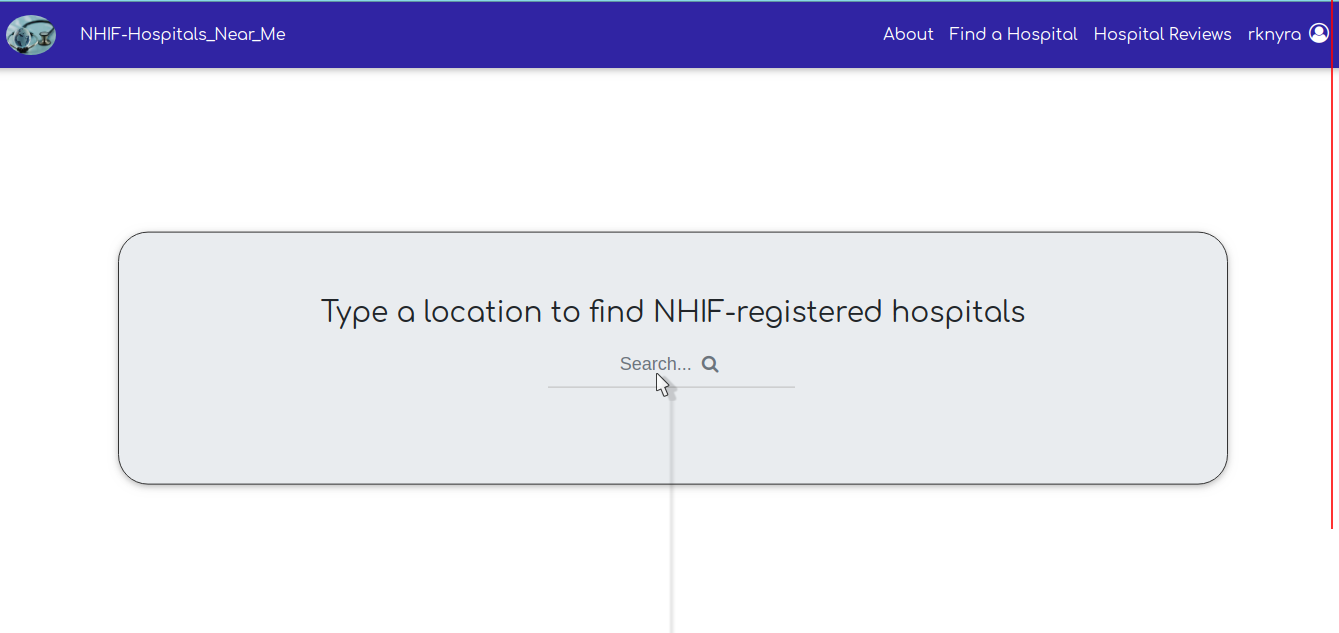 NHIF-Hospitals_Near_Me
About Find a Hospital Hospital Reviews rknyra
Type a location to find NHIF-registered hospitals
Search...